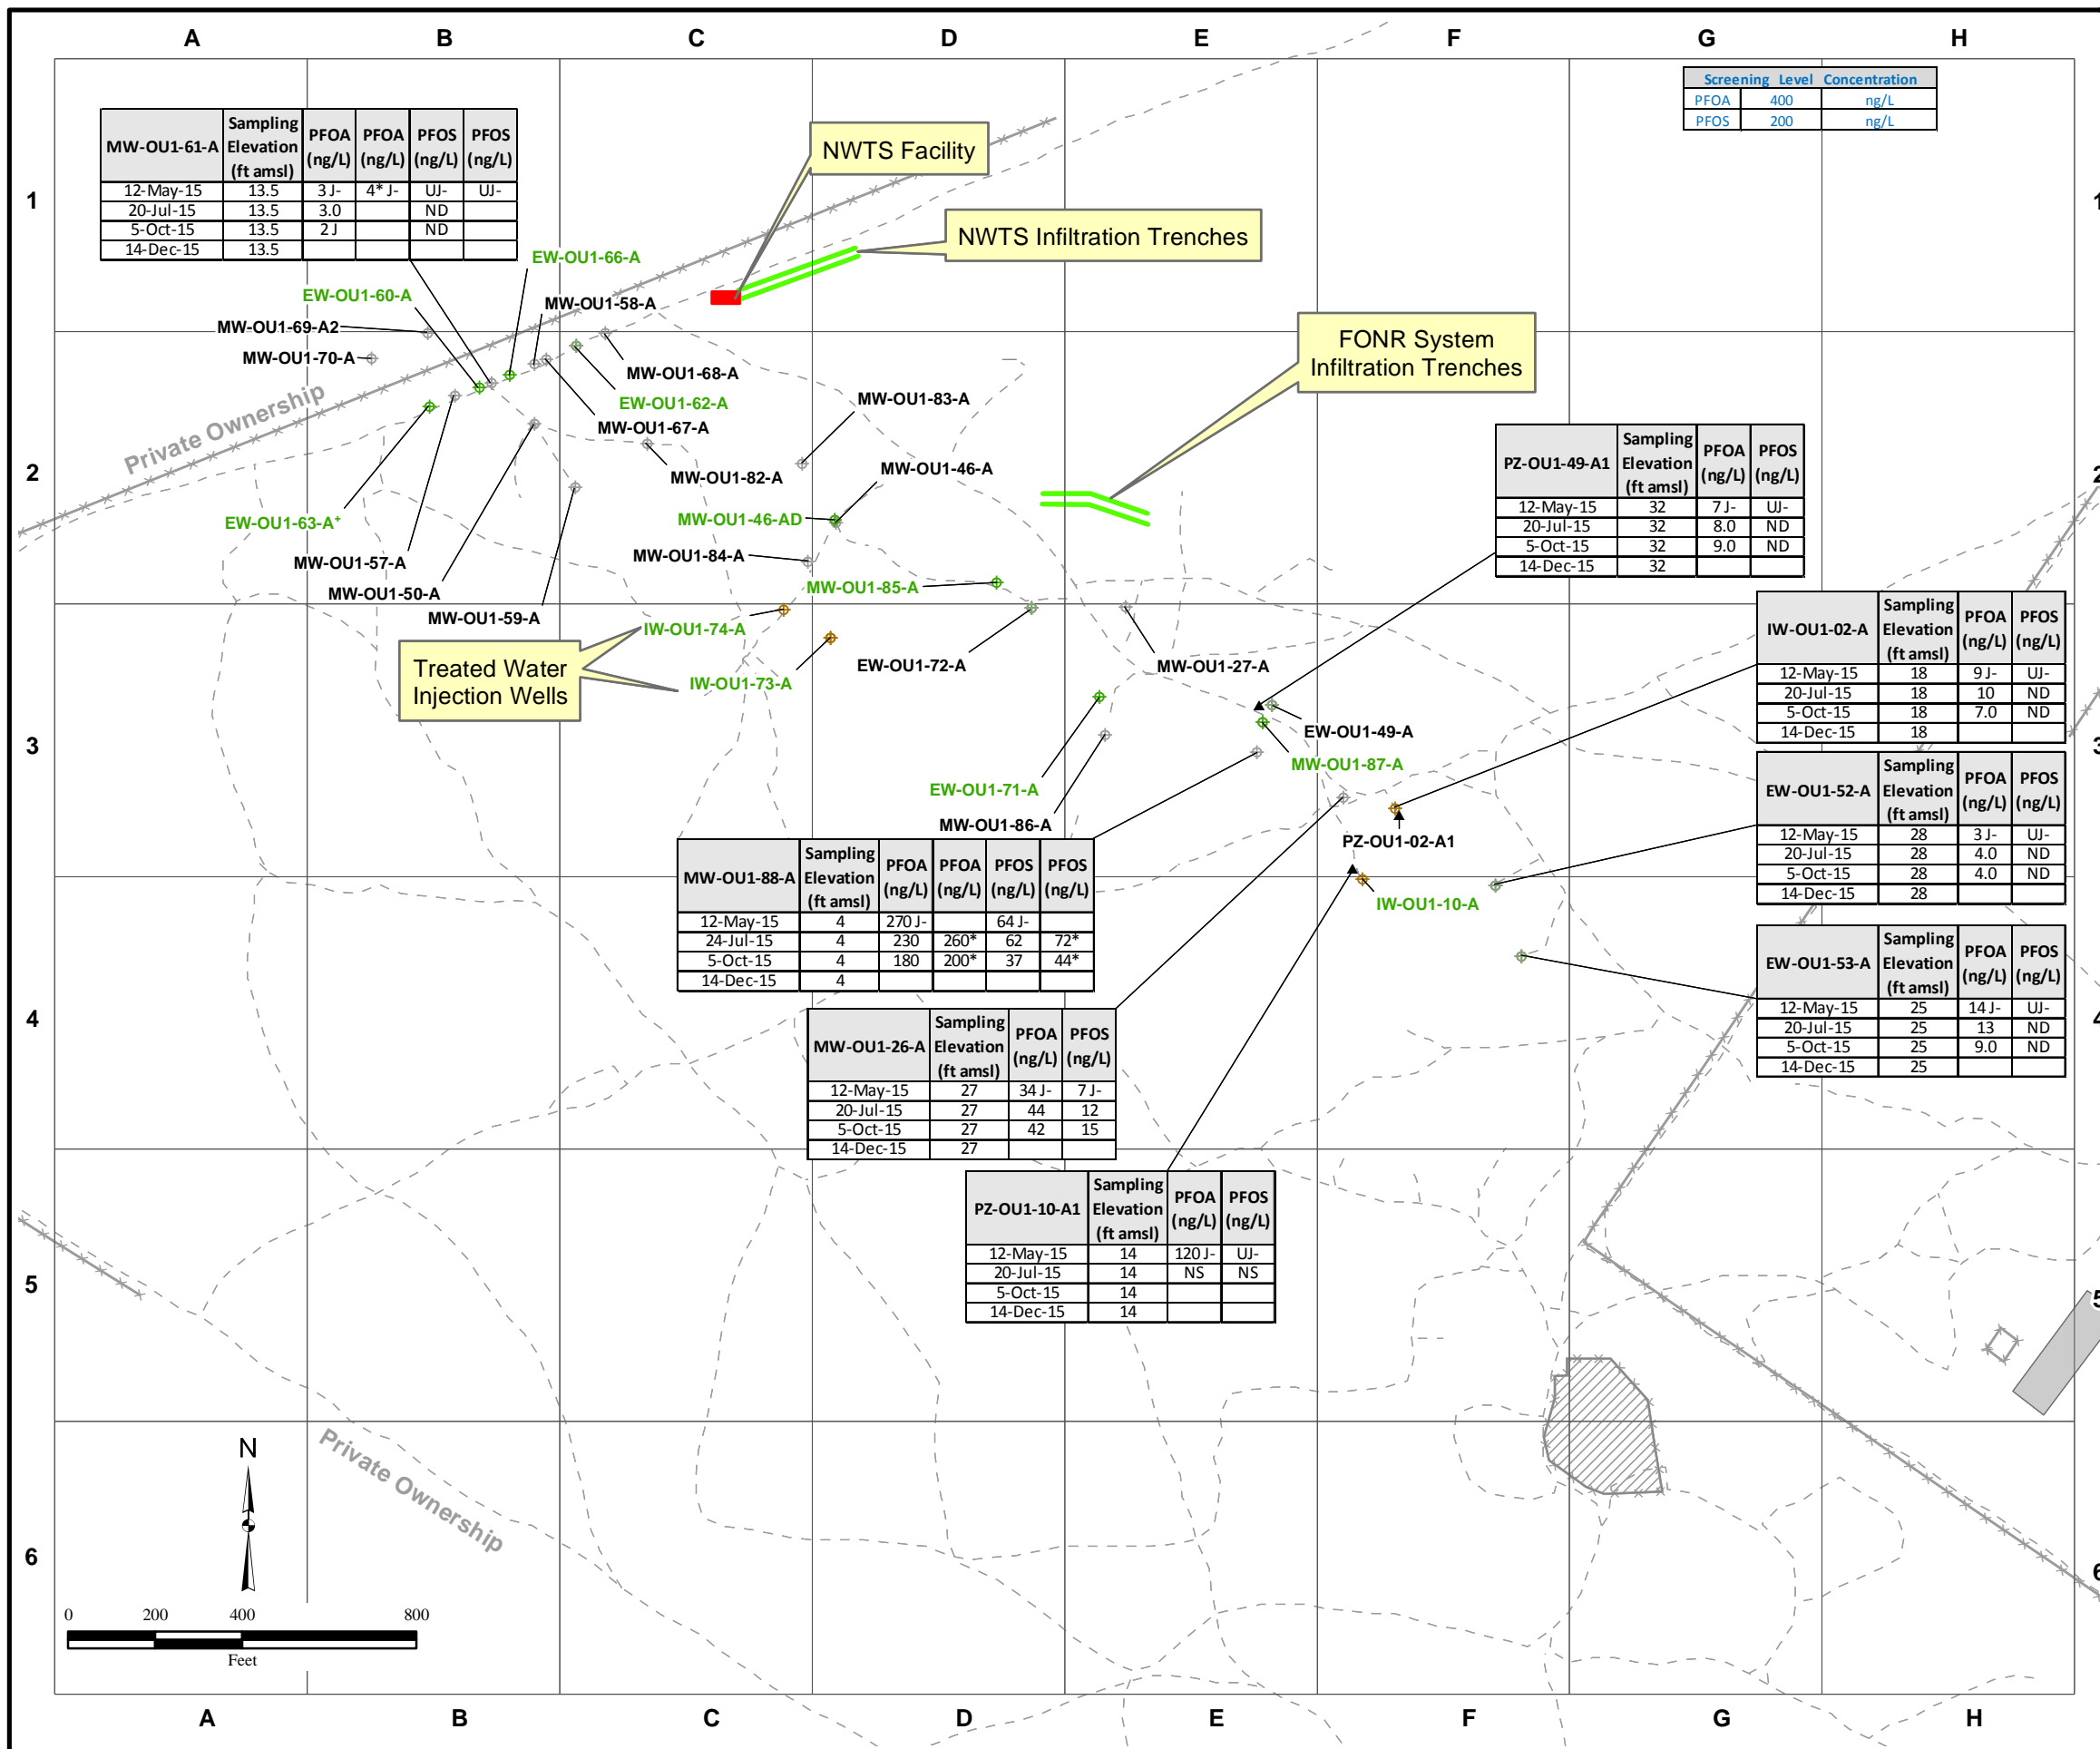 A B C D E F G H
Screening Level Concentration
PFOA 400 ng/L
PFOS 200 ng/L
MW-OU1-61-A Sampling Elevation (ft amsl) PFOA (ng/L) PFOA (ng/L) PFOS (ng/L) PFOS (ng/L)
12-May-15 13.5 3 J- 4* J- UJ- UJ-
20-Jul-15 13.5 3.0 ND
5-Oct-15 13.5 2 J ND
14-Dec-15 13.5
NWTS Facility
1 1
NWTS Infiltration Trenches
EW-OU1-66-A
EW-OU1-60-A
MW-OU1-58-A
MW-OU1-69-A2
MW-OU1-70-A
FONR System
Infiltration Trenches
MW-OU1-68-A
EW-OU1-62-A
MW-OU1-67-A
MW-OU1-83-A
Private Ownership
MW-OU1-82-A
MW-OU1-46-A
2 2
EW-OU1-63-A+
MW-OU1-46-AD
MW-OU1-57-A
MW-OU1-84-A
MW-OU1-50-A
MW-OU1-85-A
MW-OU1-59-A
PZ-OU1-49-A1 Sampling Elevation (ft amsl) PFOA (ng/L) PFOS (ng/L)
12-May-15 32 7 J- UJ-
20-Jul-15 32 8.0 ND
5-Oct-15 32 9.0 ND
14-Dec-15 32
IW-OU1-74-A
Treated Water
Injection Wells
EW-OU1-72-A
MW-OU1-27-A
IW-OU1-73-A
IW-OU1-02-A Sampling Elevation (ft amsl) PFOA (ng/L) PFOS (ng/L)
12-May-15 18 9 J- UJ-
20-Jul-15 18 10 ND
5-Oct-15 18 7.0 ND
14-Dec-15 18
3 3
EW-OU1-49-A
MW-OU1-87-A
EW-OU1-71-A
MW-OU1-86-A
PZ-OU1-02-A1
EW-OU1-52-A Sampling Elevation (ft amsl) PFOA (ng/L) PFOS (ng/L)
12-May-15 28 3 J- UJ-
20-Jul-15 28 4.0 ND
5-Oct-15 28 4.0 ND
14-Dec-15 28
MW-OU1-88-A Sampling Elevation (ft amsl) PFOA (ng/L) PFOA (ng/L) PFOS (ng/L) PFOS (ng/L)
12-May-15 4 270 J- 64 J-
24-Jul-15 4 230 260* 62 72*
5-Oct-15 4 180 200* 37 44*
14-Dec-15 4
IW-OU1-10-A
EW-OU1-53-A Sampling Elevation (ft amsl) PFOA (ng/L) PFOS (ng/L)
12-May-15 25 14 J- UJ-
20-Jul-15 25 13 ND
5-Oct-15 25 9.0 ND
14-Dec-15 25
4 4
MW-OU1-26-A Sampling Elevation (ft amsl) PFOA (ng/L) PFOS (ng/L)
12-May-15 27 34 J- 7 J-
20-Jul-15 27 44 12
5-Oct-15 27 42 15
14-Dec-15 27
PZ-OU1-10-A1 Sampling Elevation (ft amsl) PFOA (ng/L) PFOS (ng/L)
12-May-15 14 120 J- UJ-
20-Jul-15 14 NS NS
5-Oct-15 14
14-Dec-15 14
5 5
N
Private Ownership
6 6
0 200 400 800
Feet
A B C D E F G H